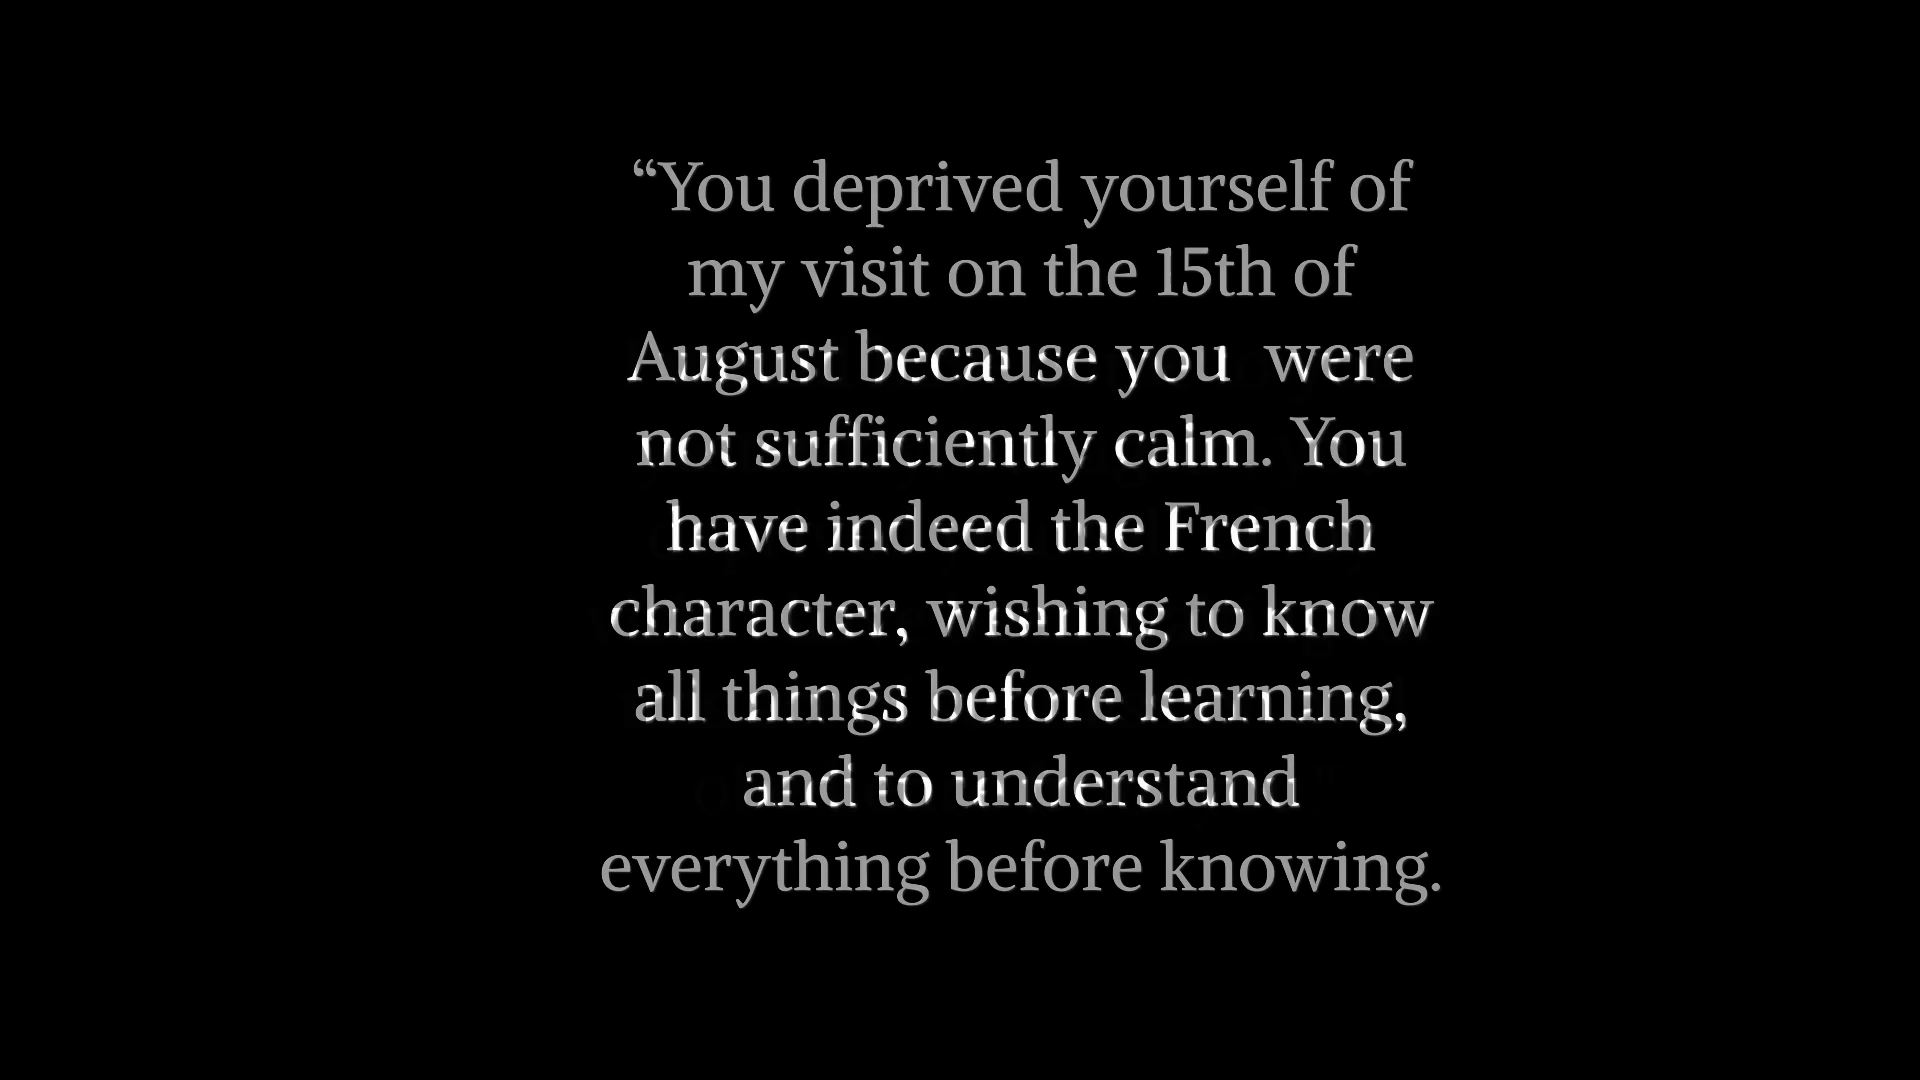 “You deprived yourself of
my visit on the 15th of
August because you  were
not sufficiently calm. You
have indeed the French
character, wishing to know
all things before learning,
and to understand
everything before knowing.